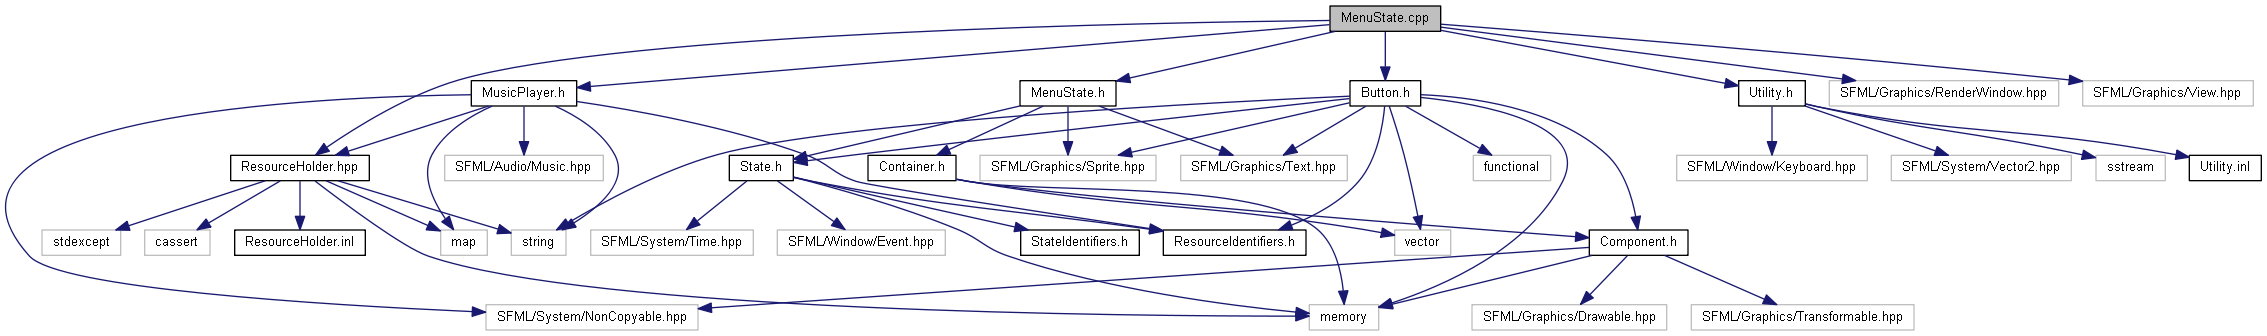 MenuState.cpp
MusicPlayer.h
MenuState.h
Button.h
Utility.h
SFML/Graphics/RenderWindow.hpp
SFML/Graphics/View.hpp
ResourceHolder.hpp
SFML/Audio/Music.hpp
State.h
Container.h
SFML/Graphics/Sprite.hpp
SFML/Graphics/Text.hpp
functional
SFML/Window/Keyboard.hpp
SFML/System/Vector2.hpp
sstream
Utility.inl
stdexcept
cassert
ResourceHolder.inl
map
string
SFML/System/Time.hpp
SFML/Window/Event.hpp
StateIdentifiers.h
ResourceIdentifiers.h
vector
Component.h
SFML/System/NonCopyable.hpp
memory
SFML/Graphics/Drawable.hpp
SFML/Graphics/Transformable.hpp